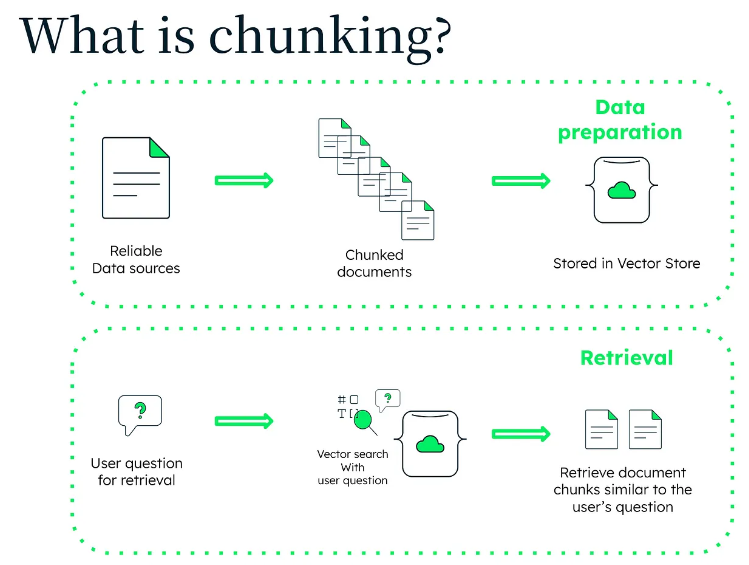 What is chunking?
Data
preparation
Reliable
Data sources
Chunked
documents
Stored in Vector Store
Retrieval
?
?
#
T[]
User question
for retrieval
Vector search
With
user question
Retrieve document
chunks similar to the
user's question